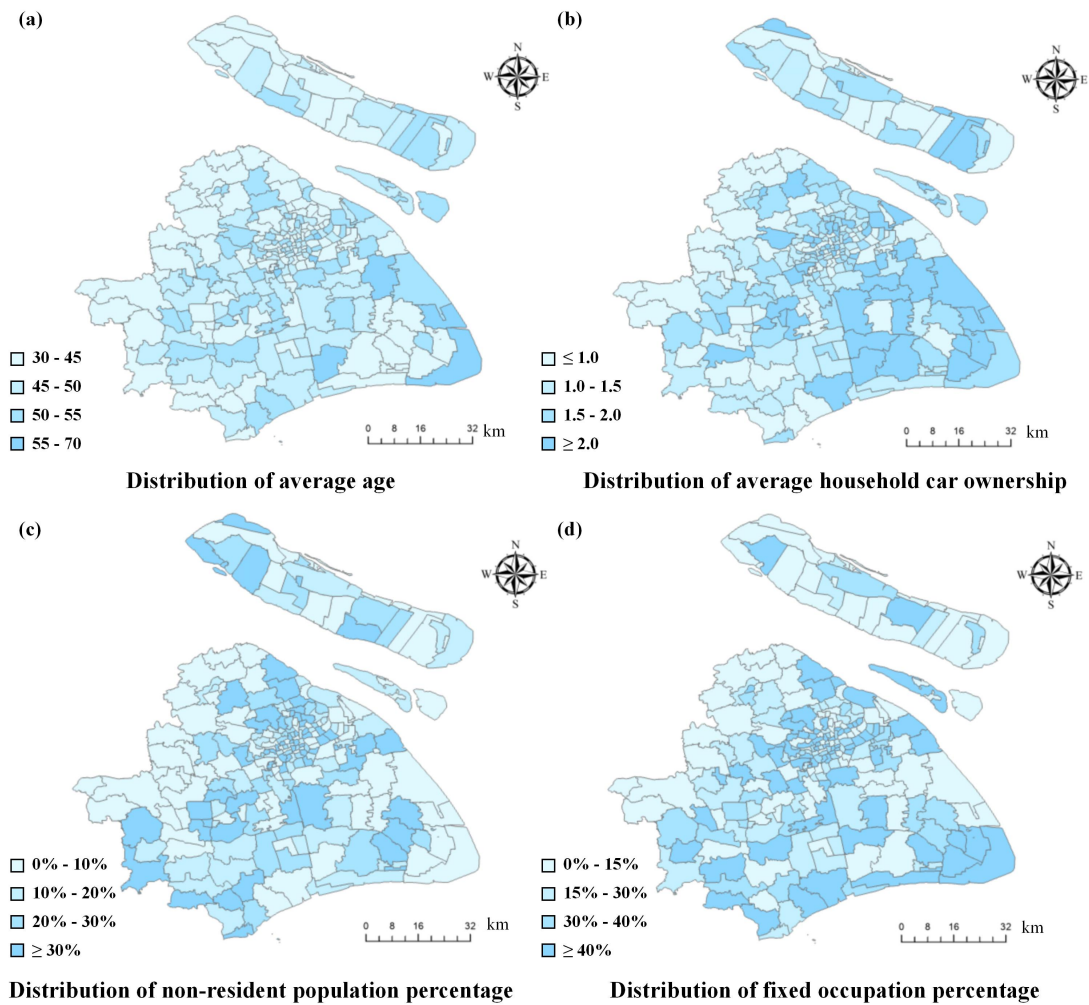 (a)
N
W E
S
30 - 45
45 - 50
50 - 55
55 - 70
0 8 16 32
km
Distribution of average age
(b)
N
W E
S
≤ 1.0
1.0 - 1.5
1.5 - 2.0
≥ 2.0
0 8 16 32
km
Distribution of average household car ownership
(c)
N
W E
S
0% - 10%
10% - 20%
20% - 30%
≥ 30%
0 8 16 32
km
Distribution of non-resident population percentage
(d)
N
W E
S
0% - 15%
15% - 30%
30% - 40%
≥ 40%
0 8 16 32
km
Distribution of fixed occupation percentage